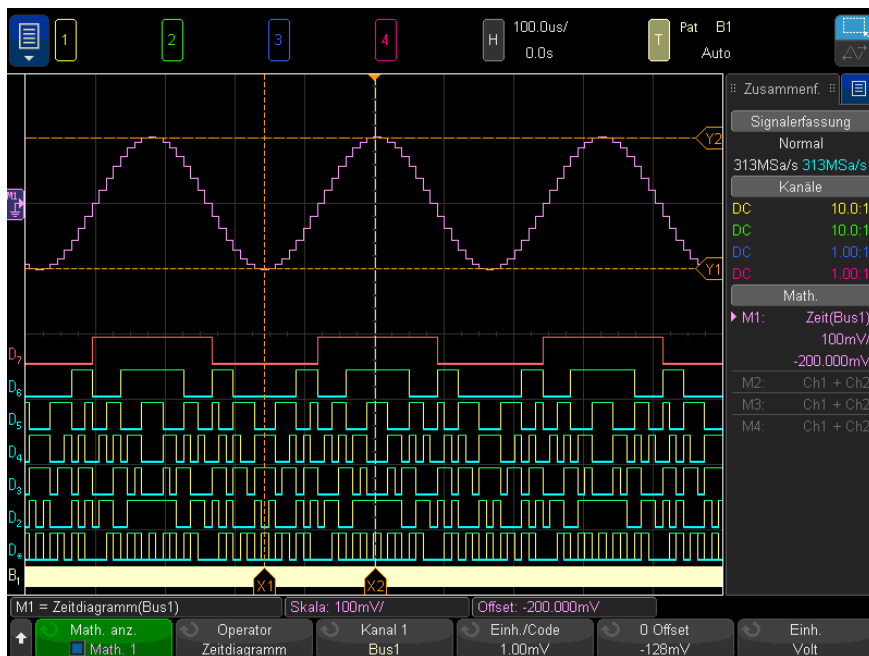 1 2 3 4 H 100.0us/ 0.0s T Pat B1 Auto
Zusammenf.
Signalerfassung
Normal
313MSa/s 313MSa/s
Kanäle
DC 10.0:1
DC 10.0:1
DC 1.00:1
DC 1.00:1
Math.
M1: Zeit(Bus1)
100mV/
-200.000mV
M2: Ch1 + Ch2
M3: Ch1 + Ch2
M4: Ch1 + Ch2
Y2
M1
Y1
D7
D6
D5
D4
D3
D2
D*
B1
X1 X2
M1 = Zeitdiagramm(Bus1) Skala: 100mV/ Offset: -200.000mV
Math. anz. Operator Kanal 1 Einh./Code 0 Offset Einh.
Math. 1 Zeitdiagramm Bus1 1.00mV -128mV Volt